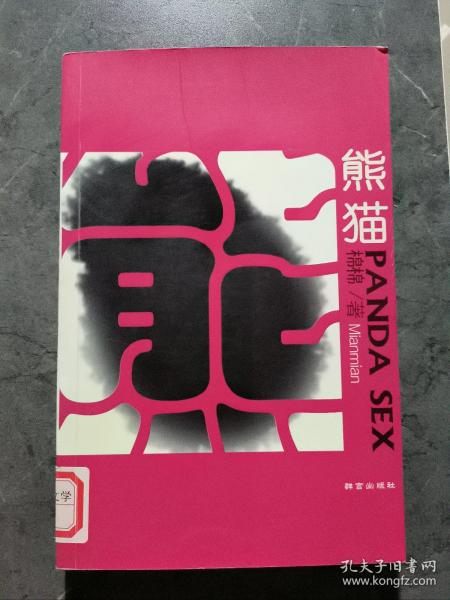 熊猫
PANDA SEX
棉棉/著 Mianmian
群言出版社
文学
孔夫子旧书网
www.kongfz.com